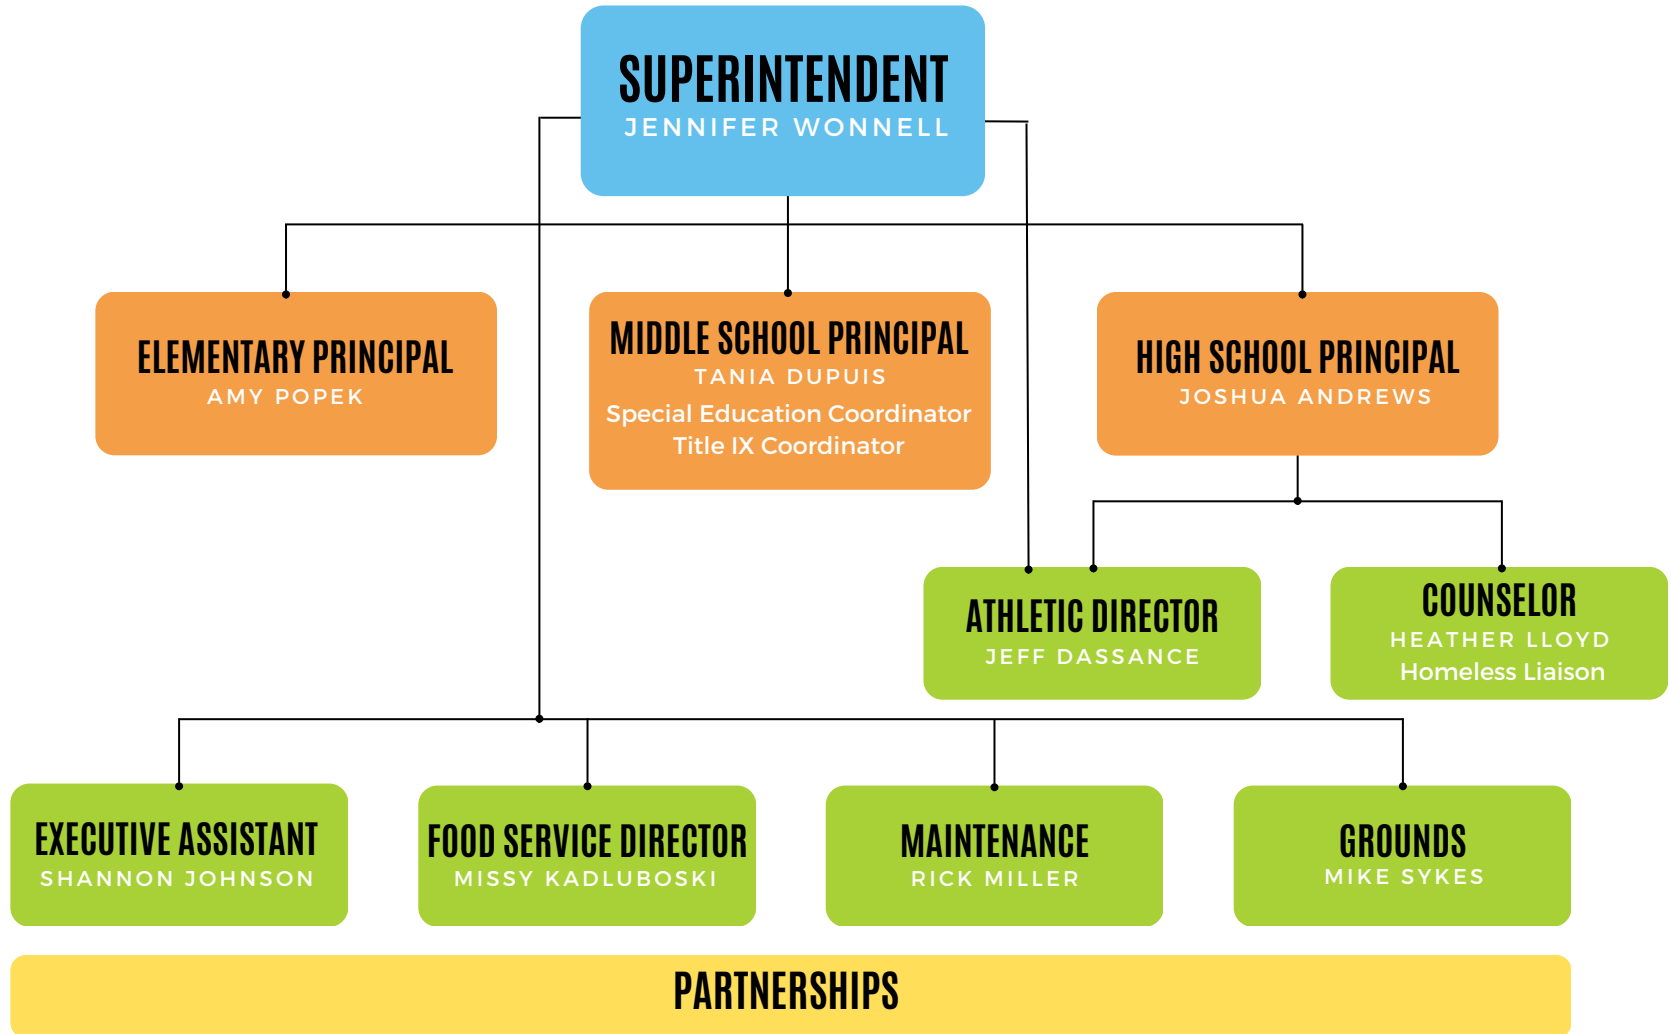 SUPERINTENDENT
JENNIFER WONNELL
ELEMENTARY PRINCIPAL
AMY POPEK
MIDDLE SCHOOL PRINCIPAL
TANIA DUPUIS
Special Education Coordinator
Title IX Coordinator
HIGH SCHOOL PRINCIPAL
JOSHUA ANDREWS
ATHLETIC DIRECTOR
JEFF DASSANCE
COUNSELOR
HEATHER LLOYD
Homeless Liaison
EXECUTIVE ASSISTANT
SHANNON JOHNSON
FOOD SERVICE DIRECTOR
MISSY KADLUBOSKI
MAINTENANCE
RICK MILLER
GROUNDS
MIKE SYKES
PARTNERSHIPS